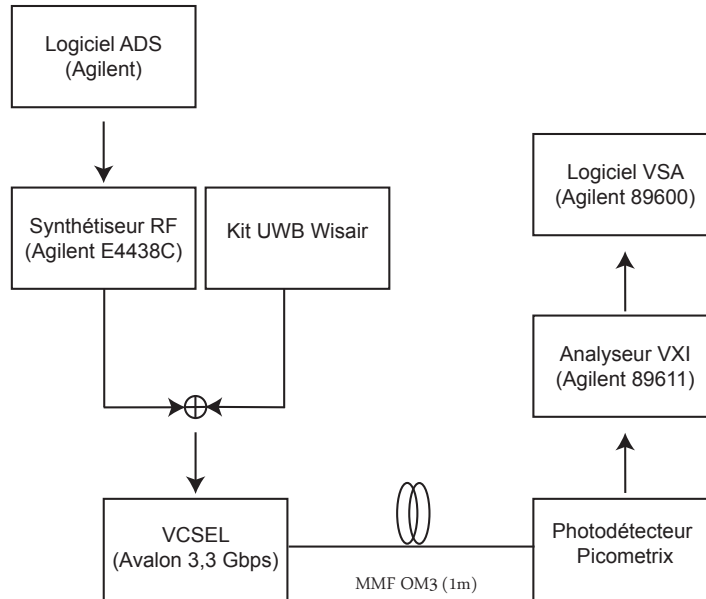 Logiciel ADS
(Agilent)
Synthétiseur RF
(Agilent E4438C)
Kit UWB Wisair
Logiciel VSA
(Agilent 89600)
Analyseur VXI
(Agilent 89611)
VCSEL
(Avalon 3,3 Gbps)
MMF OM3 (1m)
Photodétecteur
Picometrix